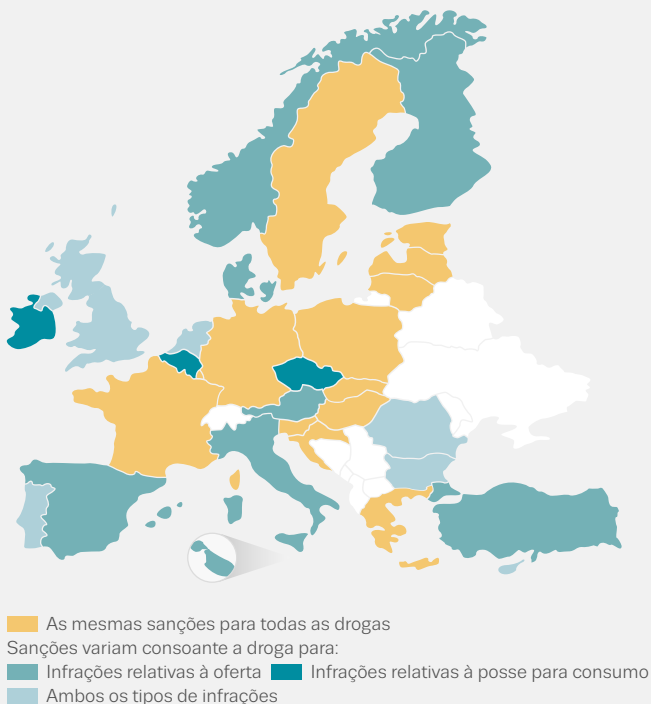 As mesmas sanções para todas as drogas
Sanções variam consoante a droga para:
Infrações relativas à oferta Infrações relativas à posse para consumo
Ambos os tipos de infrações